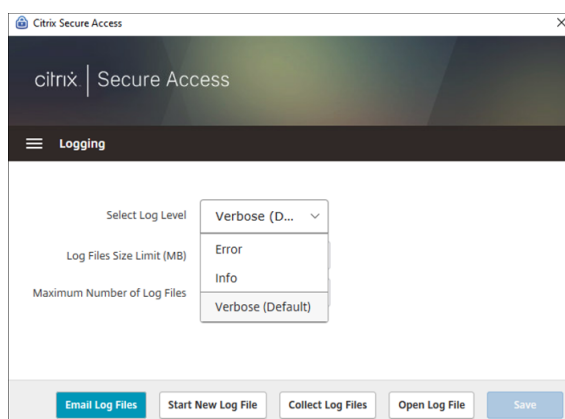 Citrix Secure Access
citrix. Secure Access
Logging
Select Log Level
Verbose (D...
Error
Log Files Size Limit (MB)
Info
Maximum Number of Log Files
Verbose (Default)
Email Log Files
Start New Log File
Collect Log Files
Open Log File
Save